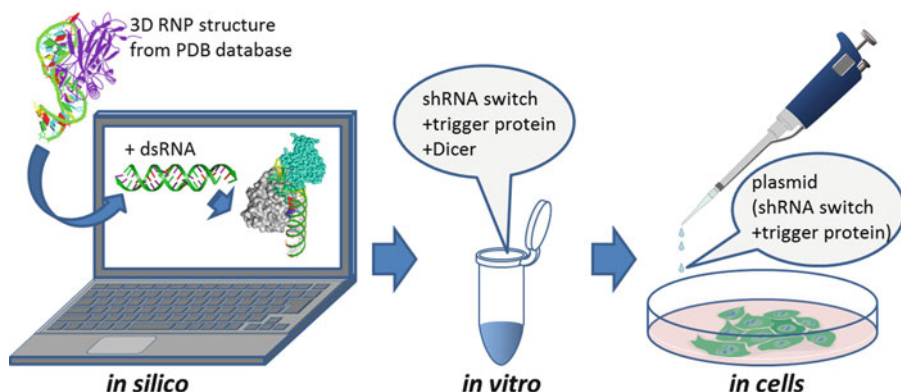 3D RNP structure
from PDB database
+ dsRNA
shRNA switch
+trigger protein
+Dicer
plasmid
(shRNA switch
+trigger protein)
in silico
in vitro
in cells